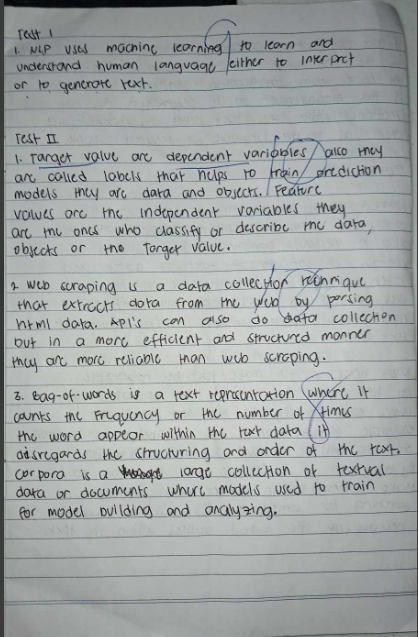 Test I
1. NLP uses machine learning to learn and
understand human language either to interpret
or to generate text.
Test II
1. Target value are dependent variables also they
are called labels that helps to train prediction
models they are data and objects. Feature
values are the independent variables they
are the ones who classify or describe the data,
objects or the Target value.
2. Web scraping is a data collection technique
that extracts data from the web by parsing
html data. API's can also do data collection
but in a more efficient and structured manner
they are more reliable than web scraping.
3. Bag-of-words is a text representation where it
counts the frequency or the number of times
the word appear within the text data it
disregards the structuring and order of the text.
Corpora is a large collection of textual
data or documents where models used to train
for model building and analyzing.